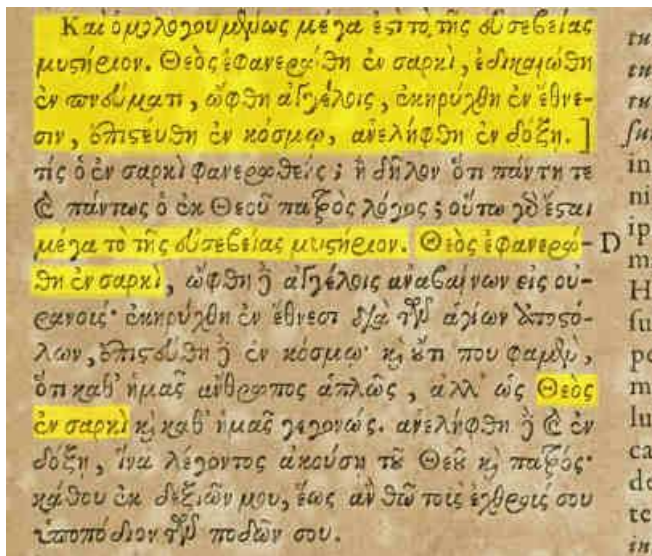 Καὶ ὁμολογουμένως μέγα ἐστὶ τὸ τῆς εὐσεβείας
μυστήριον. Θεὸς ἐφανερώθη ἐν σαρκὶ, ἐδικαιώθη
ἐν πνεύματι, ὤφθη ἀγγέλοις, ἐκηρύχθη ἐν ἔθνε-
σιν, ἐπιστεύθη ἐν κόσμῳ, ἀνελήφθη ἐν δόξῃ.]
τίς ὁ ἐν σαρκὶ φανερωθείς; ἢ δῆλον ὅτι πάντη τε
καὶ πάντως ὁ ἐκ Θεοῦ πατρὸς λόγος; οὕτω γὰρ ἔσται
μέγα τὸ τῆς εὐσεβείας μυστήριον. Θεὸς ἐφανερώ- D
θη ἐν σαρκὶ, ὤφθη δὲ ἀγγέλοις ἀναβαίνων εἰς οὐ-
ρανούς· ἐκηρύχθη ἐν ἔθνεσι διὰ τῶν ἁγίων ἀποστό-
λων, ἐπιστεύθη δὲ ἐν κόσμῳ· καὶ οὔτι που φαμὲν,
ὅτι καθ' ἡμᾶς ἄνθρωπος ἁπλῶς, ἀλλ' ὡς Θεὸς
ἐν σαρκὶ καὶ καθ' ἡμᾶς γεγονώς. ἀνελήφθη δὲ καὶ ἐν
δόξῃ, ἵνα λέγοντος ἀκούσῃ τοῦ Θεοῦ καὶ πατρός·
κάθου ἐκ δεξιῶν μου, ἕως ἂν θῶ τοὺς ἐχθρούς σου
ὑποπόδιον τῶν ποδῶν σου.